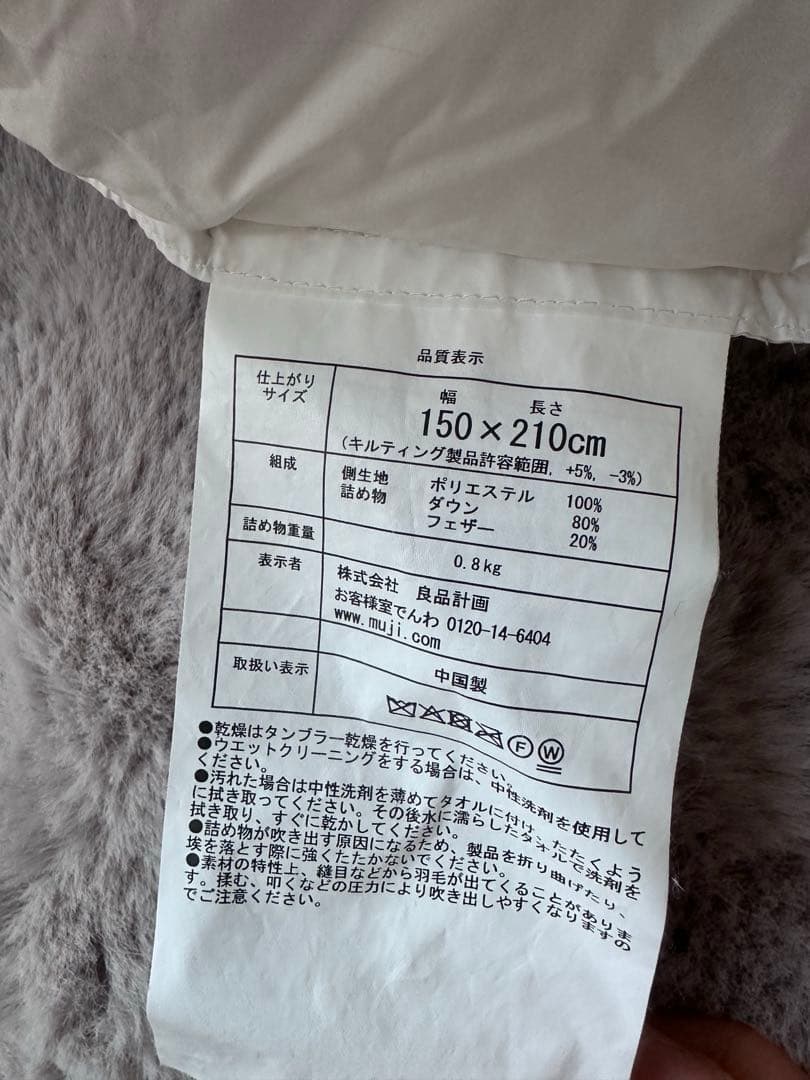 品質表示
仕上がり
サイズ
幅 長さ
150×210cm
(キルティング製品許容範囲, +5%, -3%)
組成
側生地 ポリエステル 100%
詰め物 ダウン 80%
フェザー 20%
詰め物重量 0.8kg
表示者
株式会社 良品計画
お客様室でんわ 0120-14-6404
www.muji.com
中国製
取扱い表示
F W
●乾燥はタンブラー乾燥を行ってください。
●ウエットクリーニングをする場合は、中性洗剤を使用して
ください。
●汚れた場合は中性洗剤を薄めてタオルに付け、たたくよう
に拭き取ってください。その後水に濡らしたタオルで洗剤を
拭き取り、すぐに乾かしてください。
●詰め物が吹き出す原因になるため、製品を折り曲げたり、
埃を落とす際に強くたたかないでください。
●素材の特性上、縫目などから羽毛が出てくることがありま
す。揉む、叩くなどの圧力により吹き出しやすくなりますの
でご注意ください。